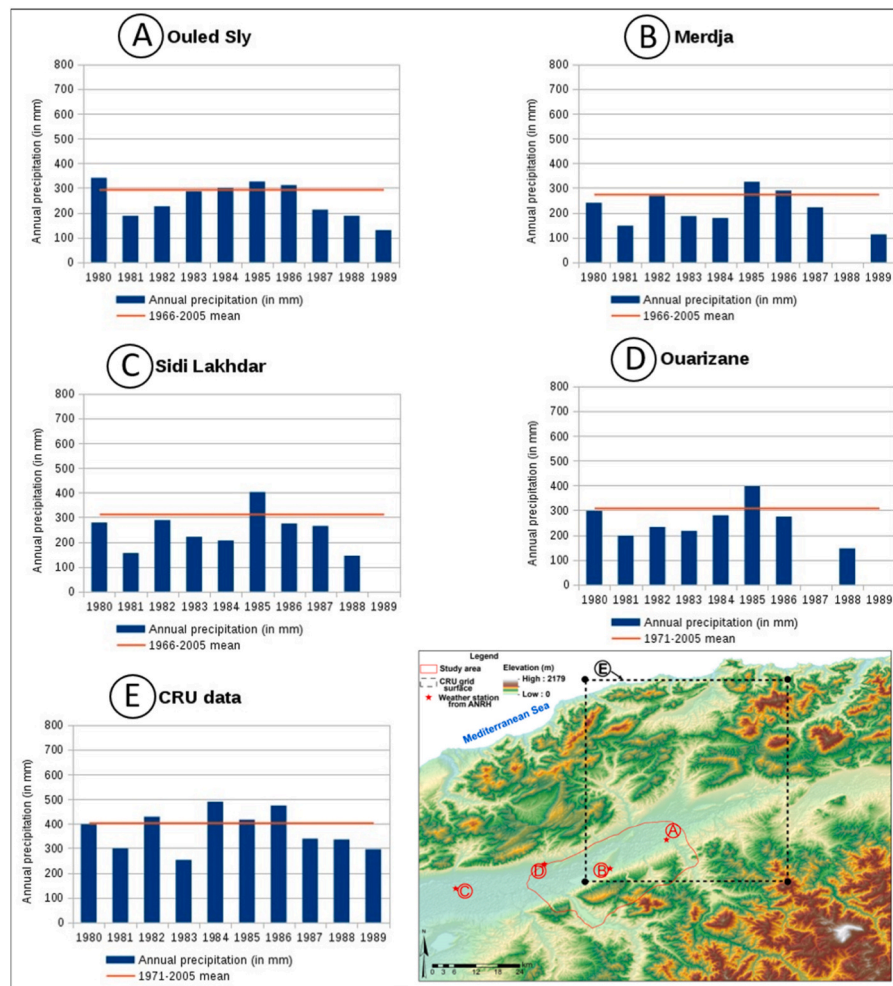 A Ouled Sly
800
700
600
500
400
300
200
100
0
Annual precipitation (in mm)
1980 1981 1982 1983 1984 1985 1986 1987 1988 1989
Annual precipitation (in mm)
1966-2005 mean
B Merdja
800
700
600
500
400
300
200
100
0
Annual precipitation (in mm)
1980 1981 1982 1983 1984 1985 1986 1987 1988 1989
Annual precipitation (in mm)
1966-2005 mean
C Sidi Lakhdar
800
700
600
500
400
300
200
100
0
Annual precipitation (in mm)
1980 1981 1982 1983 1984 1985 1986 1987 1988 1989
Annual precipitation (in mm)
1966-2005 mean
D Ouarizane
800
700
600
500
400
300
200
100
0
Annual precipitation (in mm)
1980 1981 1982 1983 1984 1985 1986 1987 1988 1989
Annual precipitation (in mm)
1971-2005 mean
E CRU data
800
700
600
500
400
300
200
100
0
Annual precipitation (in mm)
1980 1981 1982 1983 1984 1985 1986 1987 1988 1989
Annual precipitation (in mm)
1971-2005 mean
Legend
Study area
CRU grid
surface
Weather station
from ANRH
Elevation (m)
High : 2179
Low : 0
E
Mediterranean Sea
A
B
D
C
N
0 3 6 12 18 24
km